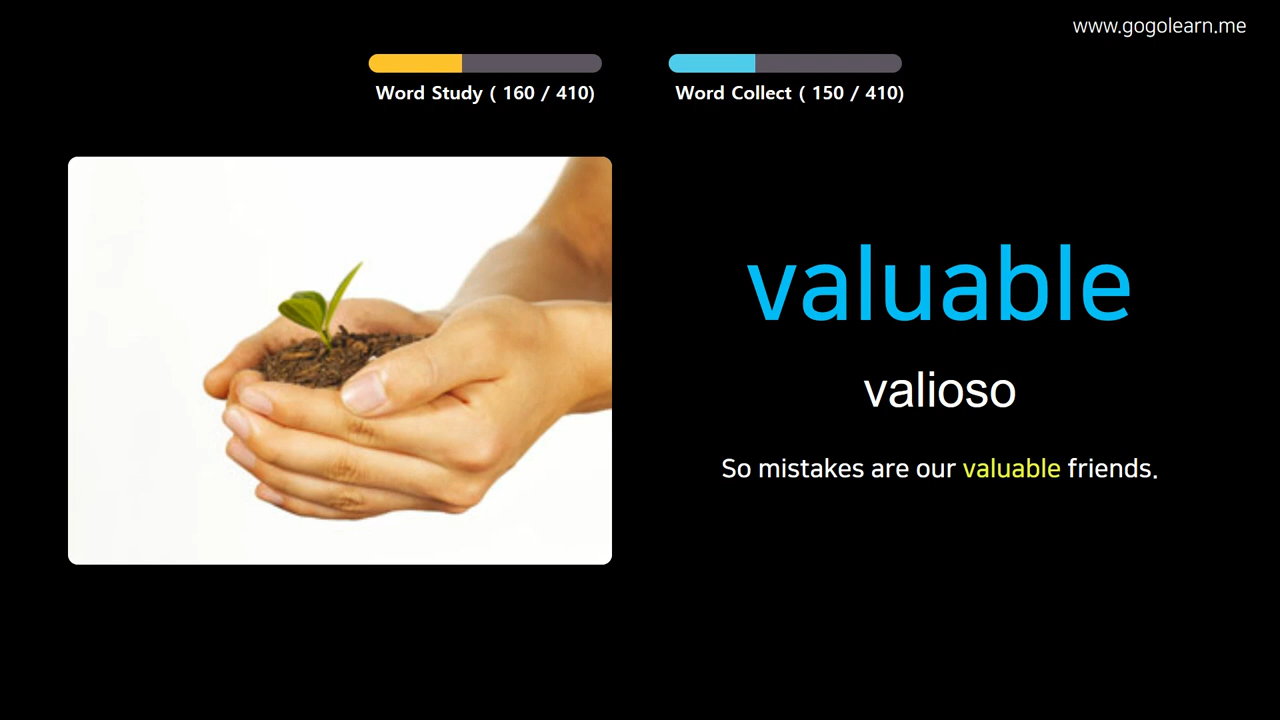 www.gogolearn.me
Word Study ( 160 / 410)
Word Collect ( 150 / 410)
valuable
valioso
So mistakes are our valuable friends.